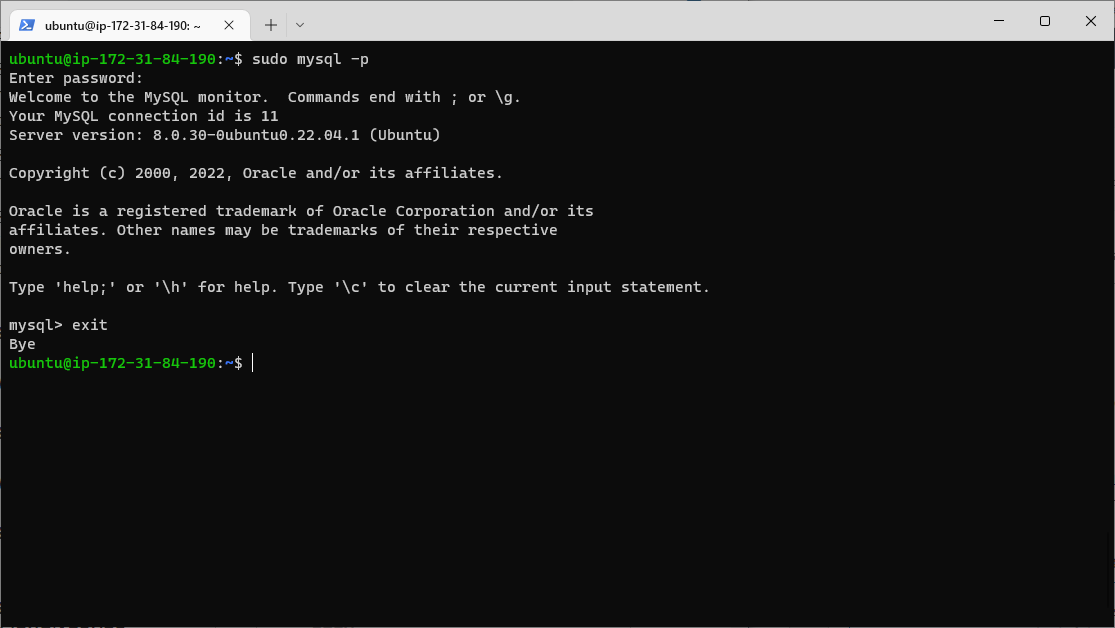 ubuntu@ip-172-31-84-190: ~
ubuntu@ip-172-31-84-190:~$ sudo mysql -p
Enter password:
Welcome to the MySQL monitor.  Commands end with ; or \g.
Your MySQL connection id is 11
Server version: 8.0.30-0ubuntu0.22.04.1 (Ubuntu)
Copyright (c) 2000, 2022, Oracle and/or its affiliates.
Oracle is a registered trademark of Oracle Corporation and/or its
affiliates. Other names may be trademarks of their respective
owners.
Type 'help;' or '\h' for help. Type '\c' to clear the current input statement.
mysql> exit
Bye
ubuntu@ip-172-31-84-190:~$